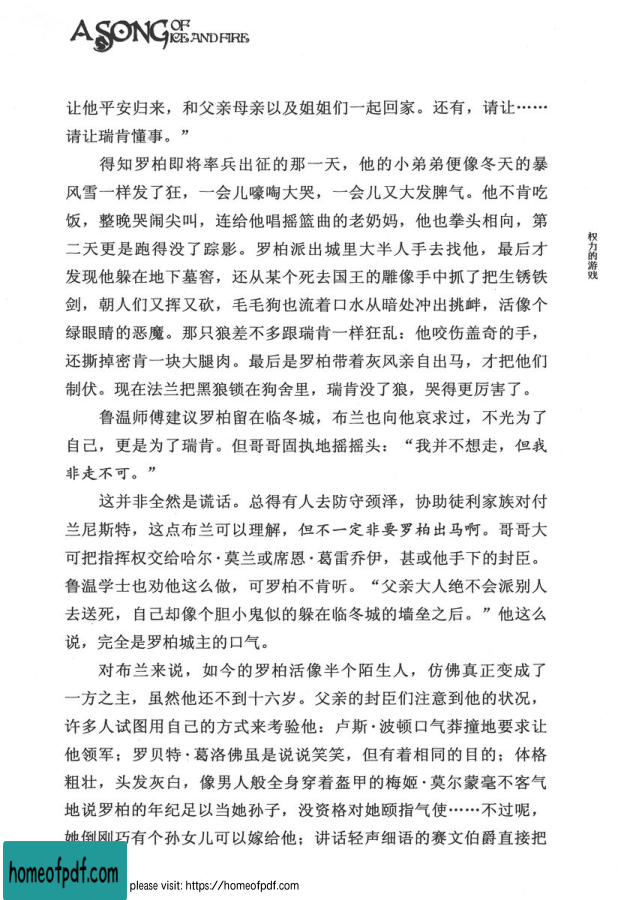 A SONG OF
ICE AND FIRE
让他平安归来，和父亲母亲以及姐姐们一起回家。还有，请让……
请让瑞肯懂事。”
得知罗柏即将率兵出征的那一天，他的小弟弟便像冬天的暴
风雪一样发了狂，一会儿嚎啕大哭，一会儿又大发脾气。他不肯吃
饭，整晚哭闹尖叫，连给他唱摇篮曲的老奶妈，他也拳头相向，第
二天更是跑得没了踪影。罗柏派出城里大半人手去找他，最后才
发现他躲在地下墓窖，还从某个死去国王的雕像手中抓了把生锈铁
剑，朝人们又挥又砍，毛毛狗也流着口水从暗处冲出挑衅，活像个
绿眼睛的恶魔。那只狼差不多跟瑞肯一样狂乱：他咬伤盖奇的手，
还撕掉密肯一块大腿肉。最后是罗柏带着灰风亲自出马，才把他们
制伏。现在法兰把黑狼锁在狗舍里，瑞肯没了狼，哭得更厉害了。
鲁温师傅建议罗柏留在临冬城，布兰也向他哀求过，不光为了
自己，更是为了瑞肯。但哥哥固执地摇摇头：“我并不想走，但我
非走不可。”
这并非全然是谎话。总得有人去防守颈泽，协助徒利家族对付
兰尼斯特，这点布兰可以理解，但不一定非要罗柏出马啊。哥哥大
可把指挥权交给哈尔·莫兰或席恩·葛雷乔伊，甚或他手下的封臣。
鲁温学士也劝他这么做，可罗柏不肯听。“父亲大人绝不会派别人
去送死，自己却像个胆小鬼似的躲在临冬城的墙垒之后。”他这么
说，完全是罗柏城主的口气。
对布兰来说，如今的罗柏活像半个陌生人，仿佛真正变成了
一方之主，虽然他还不到十六岁。父亲的封臣们注意到他的状况，
许多人试图用自己的方式来考验他：卢斯·波顿口气莽撞地要求让
他领军；罗贝特·葛洛佛虽是说说笑笑，但有着相同的目的；体格
粗壮，头发灰白，像男人般全身穿着盔甲的梅姬·莫尔蒙毫不客气
地说罗柏的年纪足以当她孙子，没资格对她颐指气使……不过呢，
她倒刚巧有个孙女儿可以嫁给他；讲话轻声细语的赛文伯爵直接把
权力的游戏
homeofpdf.com
please visit: https://homeofpdf.com